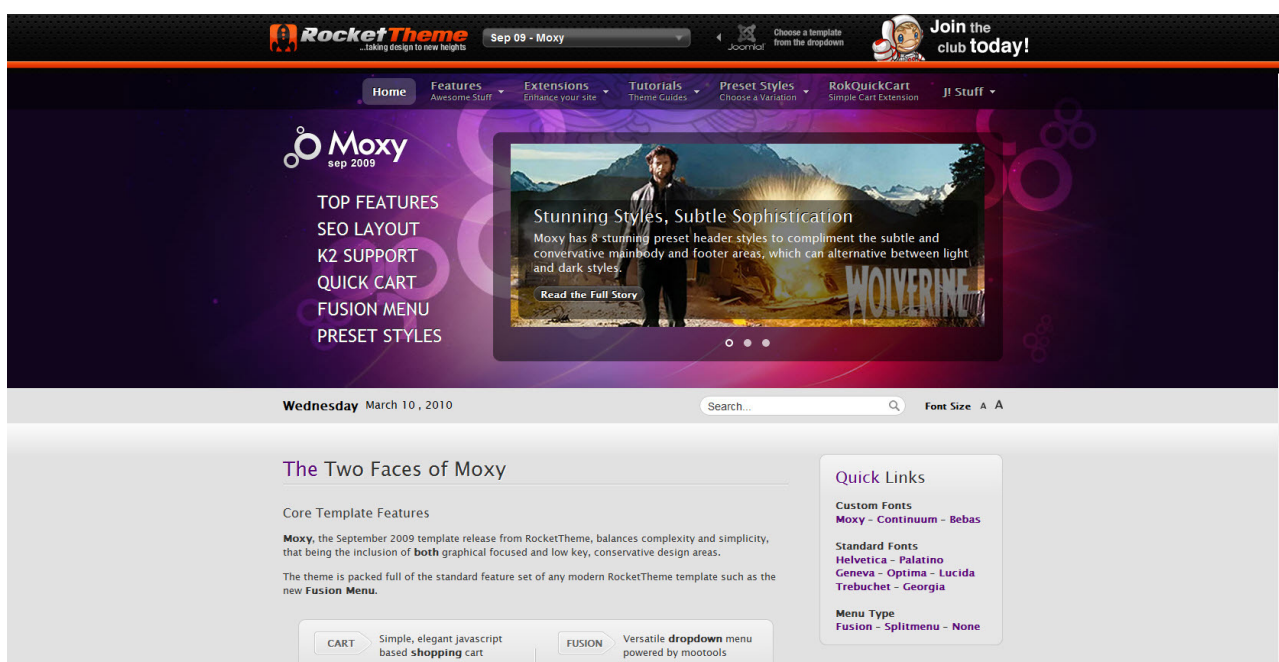 RocketTheme
...taking design to new heights
Sep 09 - Moxy
Joomla!
Choose a template
from the dropdown
Join the
club today!
Home
Features
Awesome Stuff
Extensions
Enhance your site
Tutorials
Theme Guides
Preset Styles
Choose a Variation
RokQuickCart
Simple Cart Extension
J! Stuff
Moxy
sep 2009
TOP FEATURES
SEO LAYOUT
K2 SUPPORT
QUICK CART
FUSION MENU
PRESET STYLES
Stunning Styles, Subtle Sophistication
Moxy has 8 stunning preset header styles to compliment the subtle and
convervative mainbody and footer areas, which can alternative between light
and dark styles.
Read the Full Story
WOLVERINE
Wednesday March 10 , 2010
Search...
Font Size A A
The Two Faces of Moxy
Core Template Features
Moxy, the September 2009 template release from RocketTheme, balances complexity and simplicity,
that being the inclusion of both graphical focused and low key, conservative design areas.
The theme is packed full of the standard feature set of any modern RocketTheme template such as the
new Fusion Menu.
CART
Simple, elegant javascript
based shopping cart
FUSION
Versatile dropdown menu
powered by mootools
Quick Links
Custom Fonts
Moxy - Continuum - Bebas
Standard Fonts
Helvetica - Palatino
Geneva - Optima - Lucida
Trebuchet - Georgia
Menu Type
Fusion - Splitmenu - None